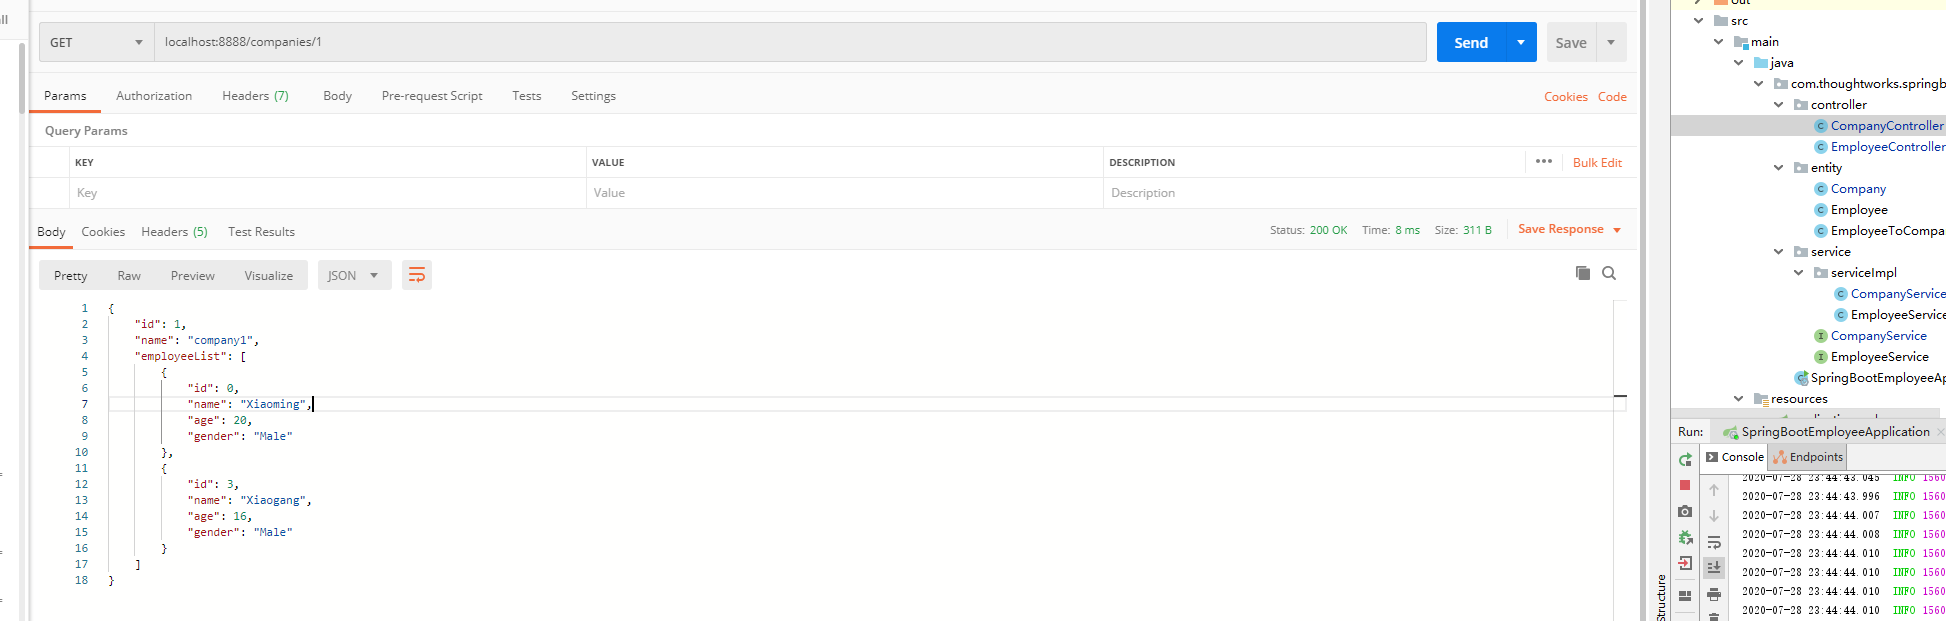 ll
GET localhost:8888/companies/1 Send Save
Params Authorization Headers (7) Body Pre-request Script Tests Settings Cookies Code
Query Params
KEY VALUE DESCRIPTION ••• Bulk Edit
Key Value Description
Body Cookies Headers (5) Test Results Status: 200 OK Time: 8 ms Size: 311 B Save Response
Pretty Raw Preview Visualize JSON
1 {
2 "id": 1,
3 "name": "company1",
4 "employeeList": [
5 {
6 "id": 0,
7 "name": "Xiaoming",
8 "age": 20,
9 "gender": "Male"
10 },
11 {
12 "id": 3,
13 "name": "Xiaogang",
14 "age": 16,
15 "gender": "Male"
16 }
17 ]
18 }
out
src
main
java
com.thoughtworks.springb
controller
CompanyController
EmployeeController
entity
Company
Employee
EmployeeToCompa
service
serviceImpl
CompanyService
EmployeeService
CompanyService
EmployeeService
SpringBootEmployeeAp
resources
Run: SpringBootEmployeeApplication
Console Endpoints
2020-07-28 23:44:43.045 INFO 1560
2020-07-28 23:44:43.996 INFO 1560
2020-07-28 23:44:44.007 INFO 1560
2020-07-28 23:44:44.008 INFO 1560
2020-07-28 23:44:44.010 INFO 1560
2020-07-28 23:44:44.010 INFO 1560
2020-07-28 23:44:44.010 INFO 1560
2020-07-28 23:44:44.010 INFO 1560
Structure